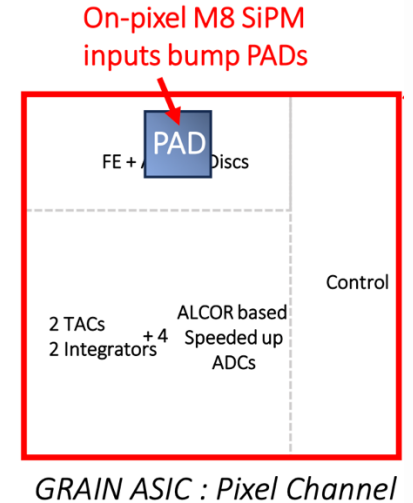 On-pixel M8 SiPM
inputs bump PADs
PAD
FE + Discs
Control
2 TACs
2 Integrators
+ 4
ALCOR based
Speeded up
ADCs
GRAIN ASIC : Pixel Channel